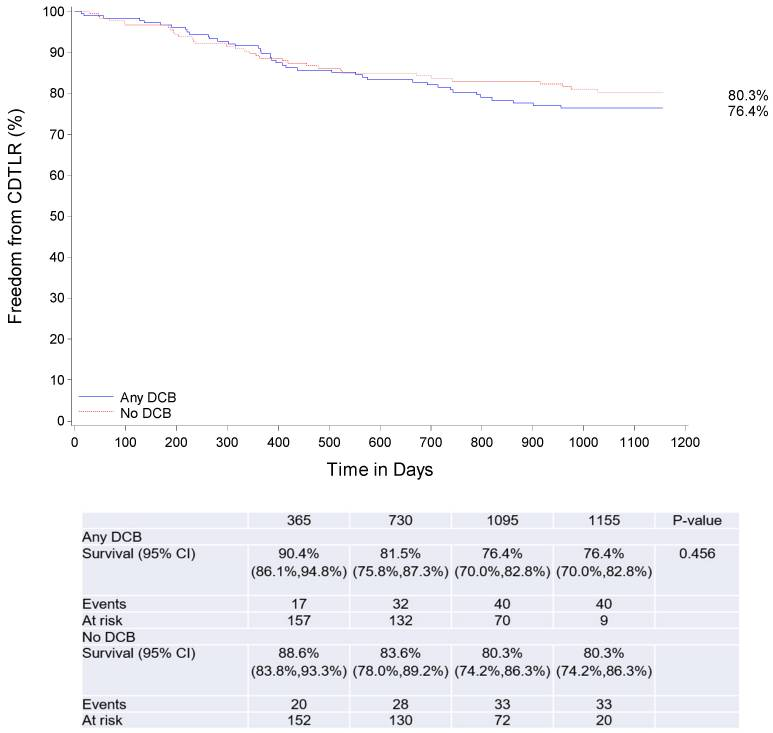 100
90
80
70
60
50
40
30
20
10
0
Freedom from CDTLR (%)
80.3%
76.4%
Any DCB
No DCB
0 100 200 300 400 500 600 700 800 900 1000 1100 1200
Time in Days
365 730 1095 1155 P-value
Any DCB
Survival (95% CI) 90.4% 81.5% 76.4% 76.4% 0.456
(86.1%,94.8%) (75.8%,87.3%) (70.0%,82.8%) (70.0%,82.8%)
Events 17 32 40 40
At risk 157 132 70 9
No DCB
Survival (95% CI) 88.6% 83.6% 80.3% 80.3%
(83.8%,93.3%) (78.0%,89.2%) (74.2%,86.3%) (74.2%,86.3%)
Events 20 28 33 33
At risk 152 130 72 20